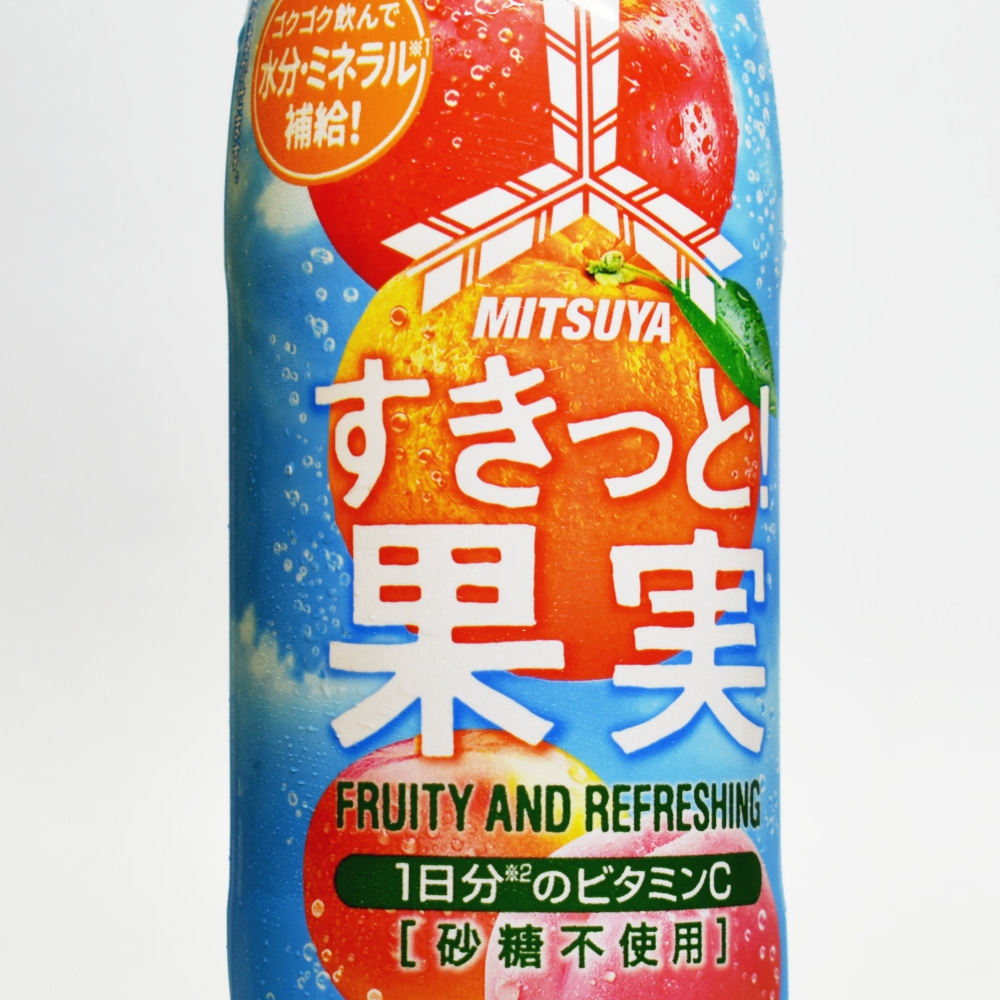 ゴクゴク飲んで
水分・ミネラル※1
補給!
MITSUYA
すきっと!
果実
FRUITY AND REFRESHING
1日分※2のビタミンC
[砂糖不使用]